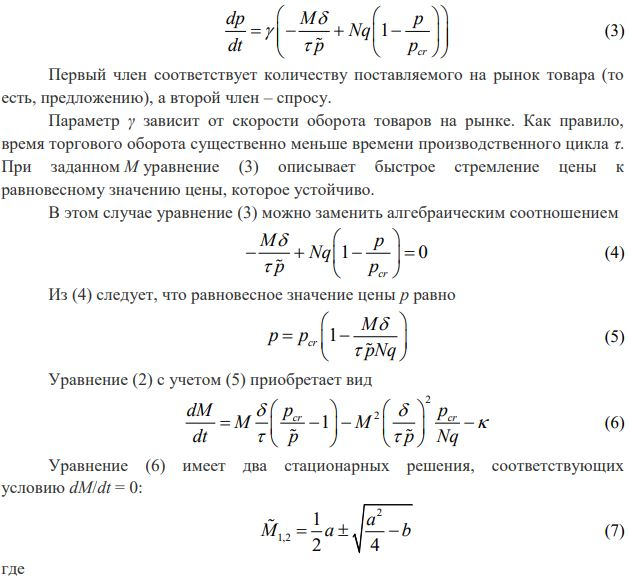 dp/dt = γ(−Mδ/(τp̃) + Nq(1 − p/p_cr)) (3)
Первый член соответствует количеству поставляемого на рынок товара (то
есть, предложению), а второй член – спросу.
Параметр γ зависит от скорости оборота товаров на рынке. Как правило,
время торгового оборота существенно меньше времени производственного цикла τ.
При заданном M уравнение (3) описывает быстрое стремление цены к
равновесному значению цены, которое устойчиво.
В этом случае уравнение (3) можно заменить алгебраическим соотношением
−Mδ/(τp̃) + Nq(1 − p/p_cr) = 0 (4)
Из (4) следует, что равновесное значение цены p равно
p = p_cr(1 − Mδ/(τp̃Nq)) (5)
Уравнение (2) с учетом (5) приобретает вид
dM/dt = M δ/τ (p_cr/p̃ − 1) − M²(δ/(τp̃))² p_cr/(Nq) − κ (6)
Уравнение (6) имеет два стационарных решения, соответствующих
условию dM/dt = 0:
M̃₁,₂ = 1/2 a ± √(a²/4 − b) (7)
где